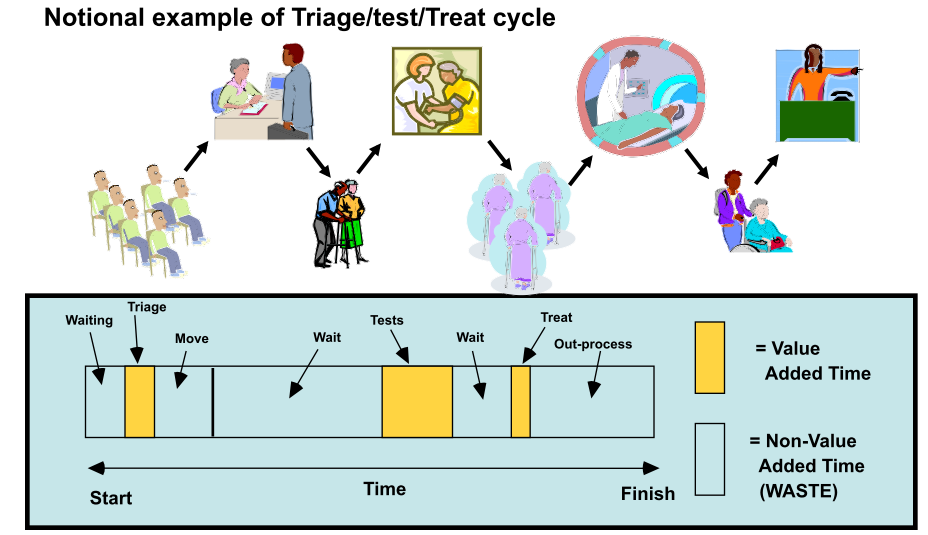 Notional example of Triage/test/Treat cycle
Waiting
Triage
Move
Wait
Tests
Wait
Treat
Out-process
= Value
Added Time
= Non-Value
Added Time
(WASTE)
Start
Time
Finish